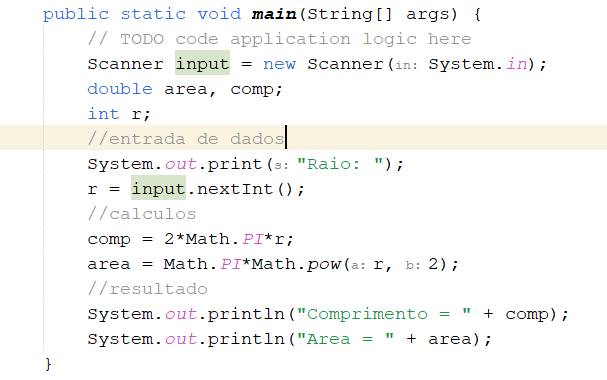 public static void main(String[] args) {
// TODO code application logic here
Scanner input = new Scanner(in: System.in);
double area, comp;
int r;
//entrada de dados
System.out.print(s: "Raio: ");
r = input.nextInt();
//calculos
comp = 2*Math.PI*r;
area = Math.PI*Math.pow(a: r, b: 2);
//resultado
System.out.println("Comprimento = " + comp);
System.out.println("Area = " + area);
}